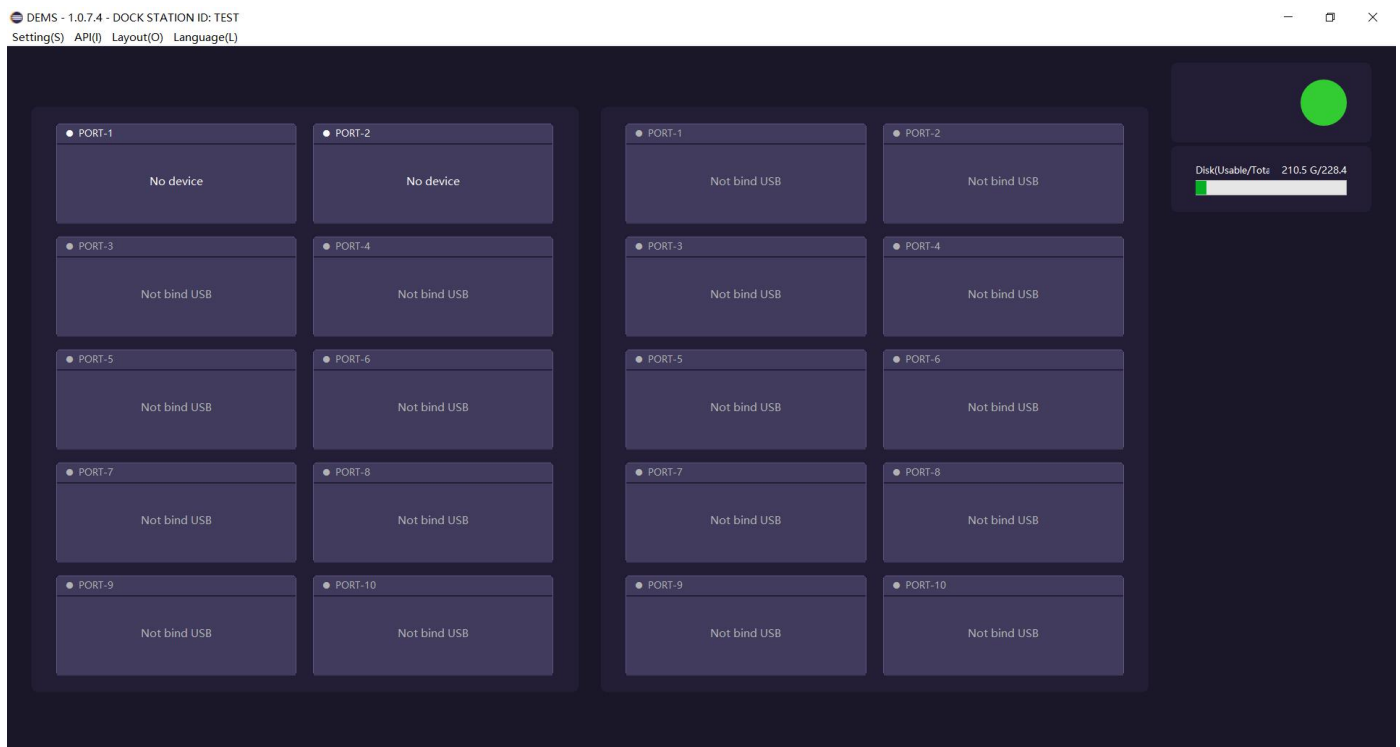 DEMS - 1.0.7.4 - DOCK STATION ID: TEST
Setting(S) API(I) Layout(O) Language(L)
PORT-1
No device
PORT-2
No device
PORT-3
Not bind USB
PORT-4
Not bind USB
PORT-5
Not bind USB
PORT-6
Not bind USB
PORT-7
Not bind USB
PORT-8
Not bind USB
PORT-9
Not bind USB
PORT-10
Not bind USB
PORT-1
Not bind USB
PORT-2
Not bind USB
PORT-3
Not bind USB
PORT-4
Not bind USB
PORT-5
Not bind USB
PORT-6
Not bind USB
PORT-7
Not bind USB
PORT-8
Not bind USB
PORT-9
Not bind USB
PORT-10
Not bind USB
Disk(Usable/Tota 210.5 G/228.4